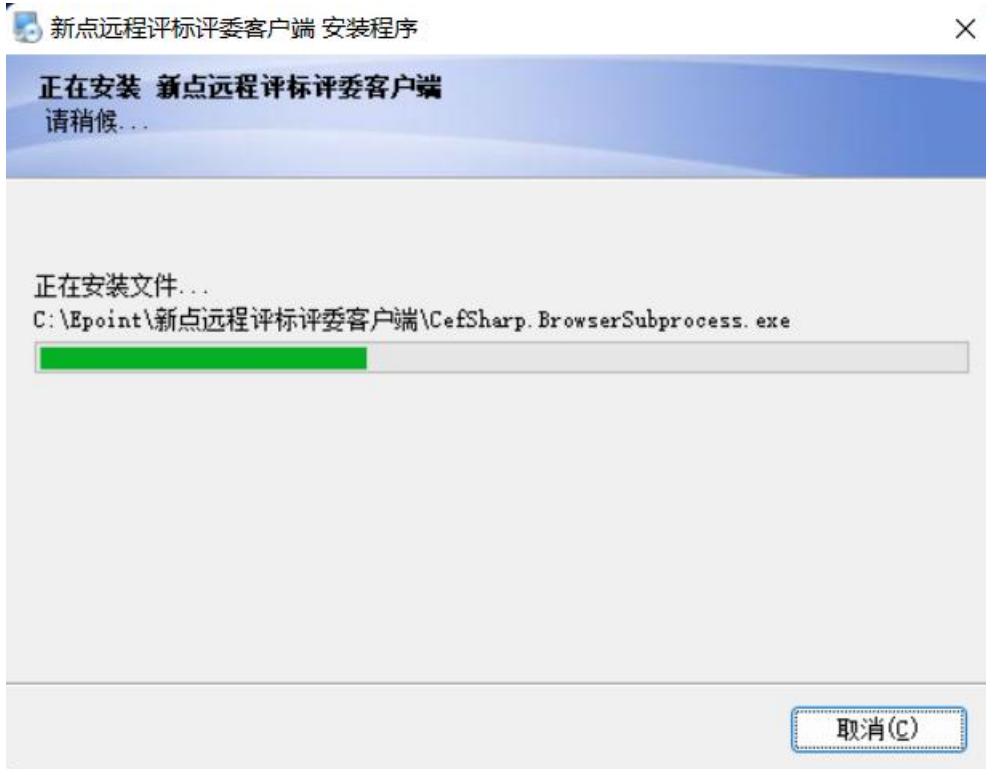 新点远程评标评委客户端 安装程序
正在安装 新点远程评标评委客户端
请稍候...
正在安装文件...
C:\Epoint\新点远程评标评委客户端\CefSharp.BrowserSubprocess.exe
取消(C)